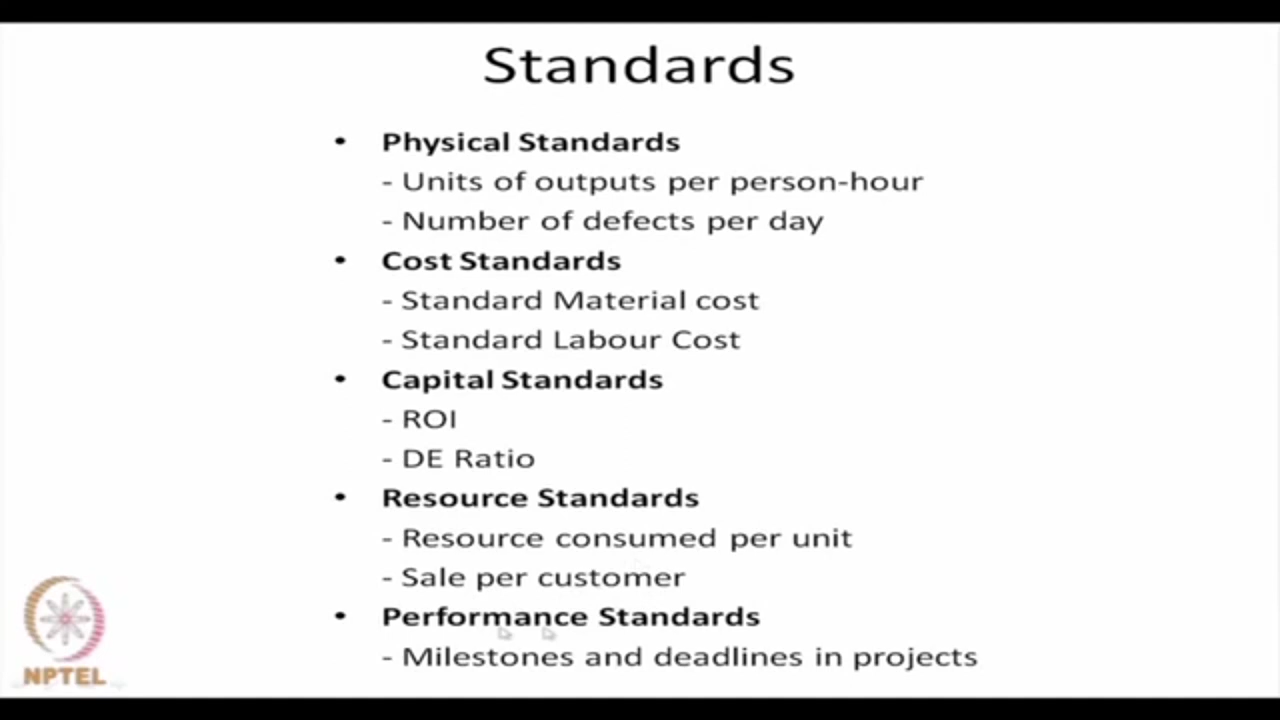 Standards
• Physical Standards
- Units of outputs per person-hour
- Number of defects per day
• Cost Standards
- Standard Material cost
- Standard Labour Cost
• Capital Standards
- ROI
- DE Ratio
• Resource Standards
- Resource consumed per unit
- Sale per customer
• Performance Standards
- Milestones and deadlines in projects
NPTEL